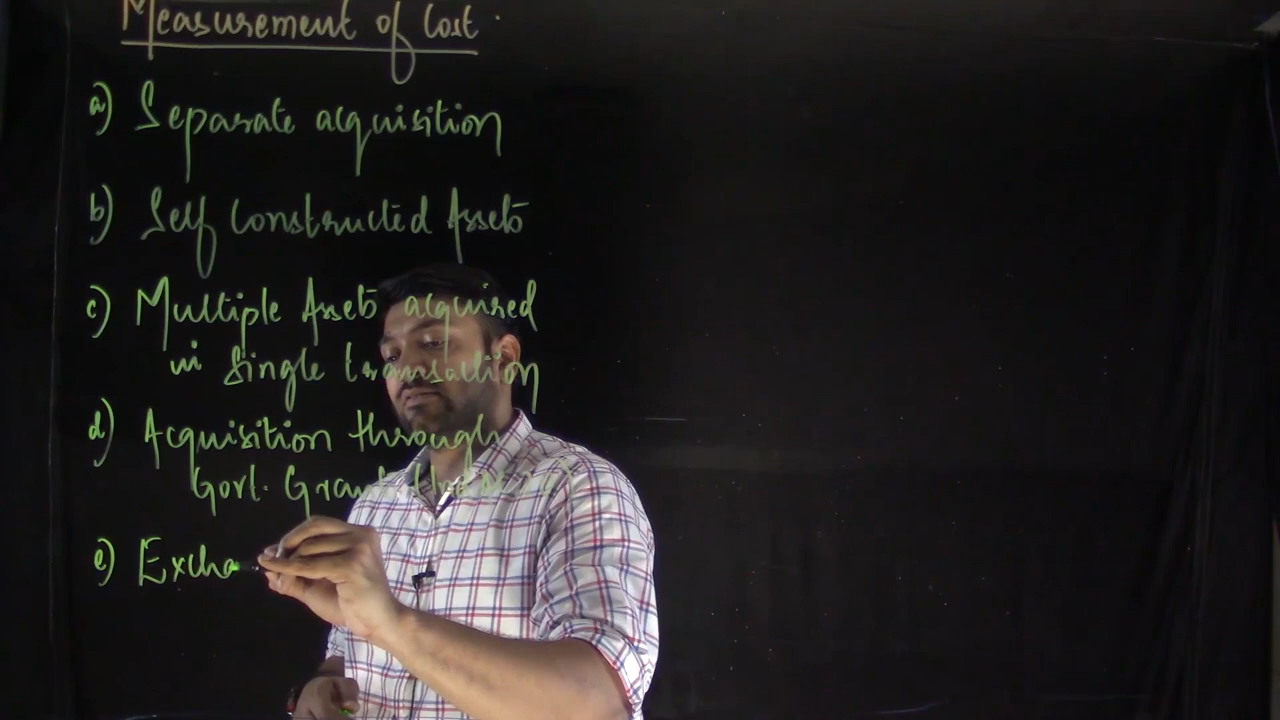 Measurement of Cost.
a) Separate acquisition
b) Self Constructed Assets
c) Multiple Assets acquired
in single transaction
d) Acquisition through
Govt. Grant
e) Excha